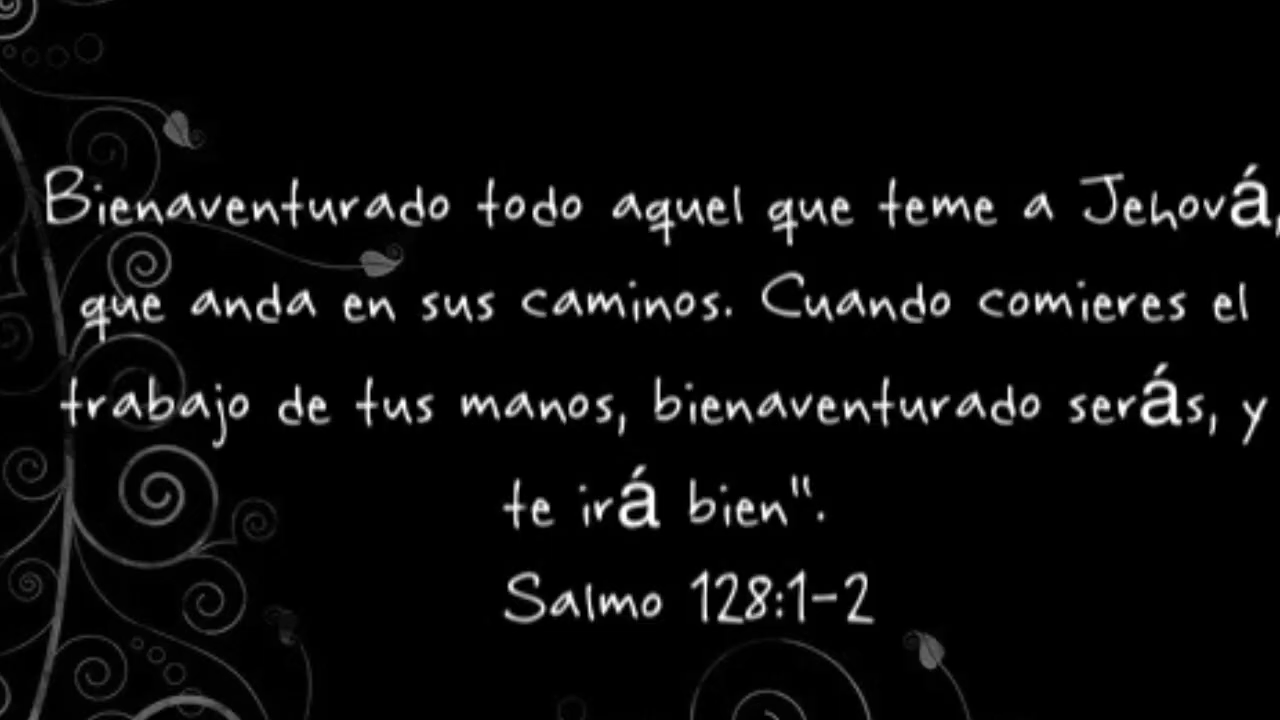 Bienaventurado todo aquel que teme a Jehová,
que anda en sus caminos. Cuando comieres el
trabajo de tus manos, bienaventurado serás, y
te irá bien".
Salmo 128:1-2